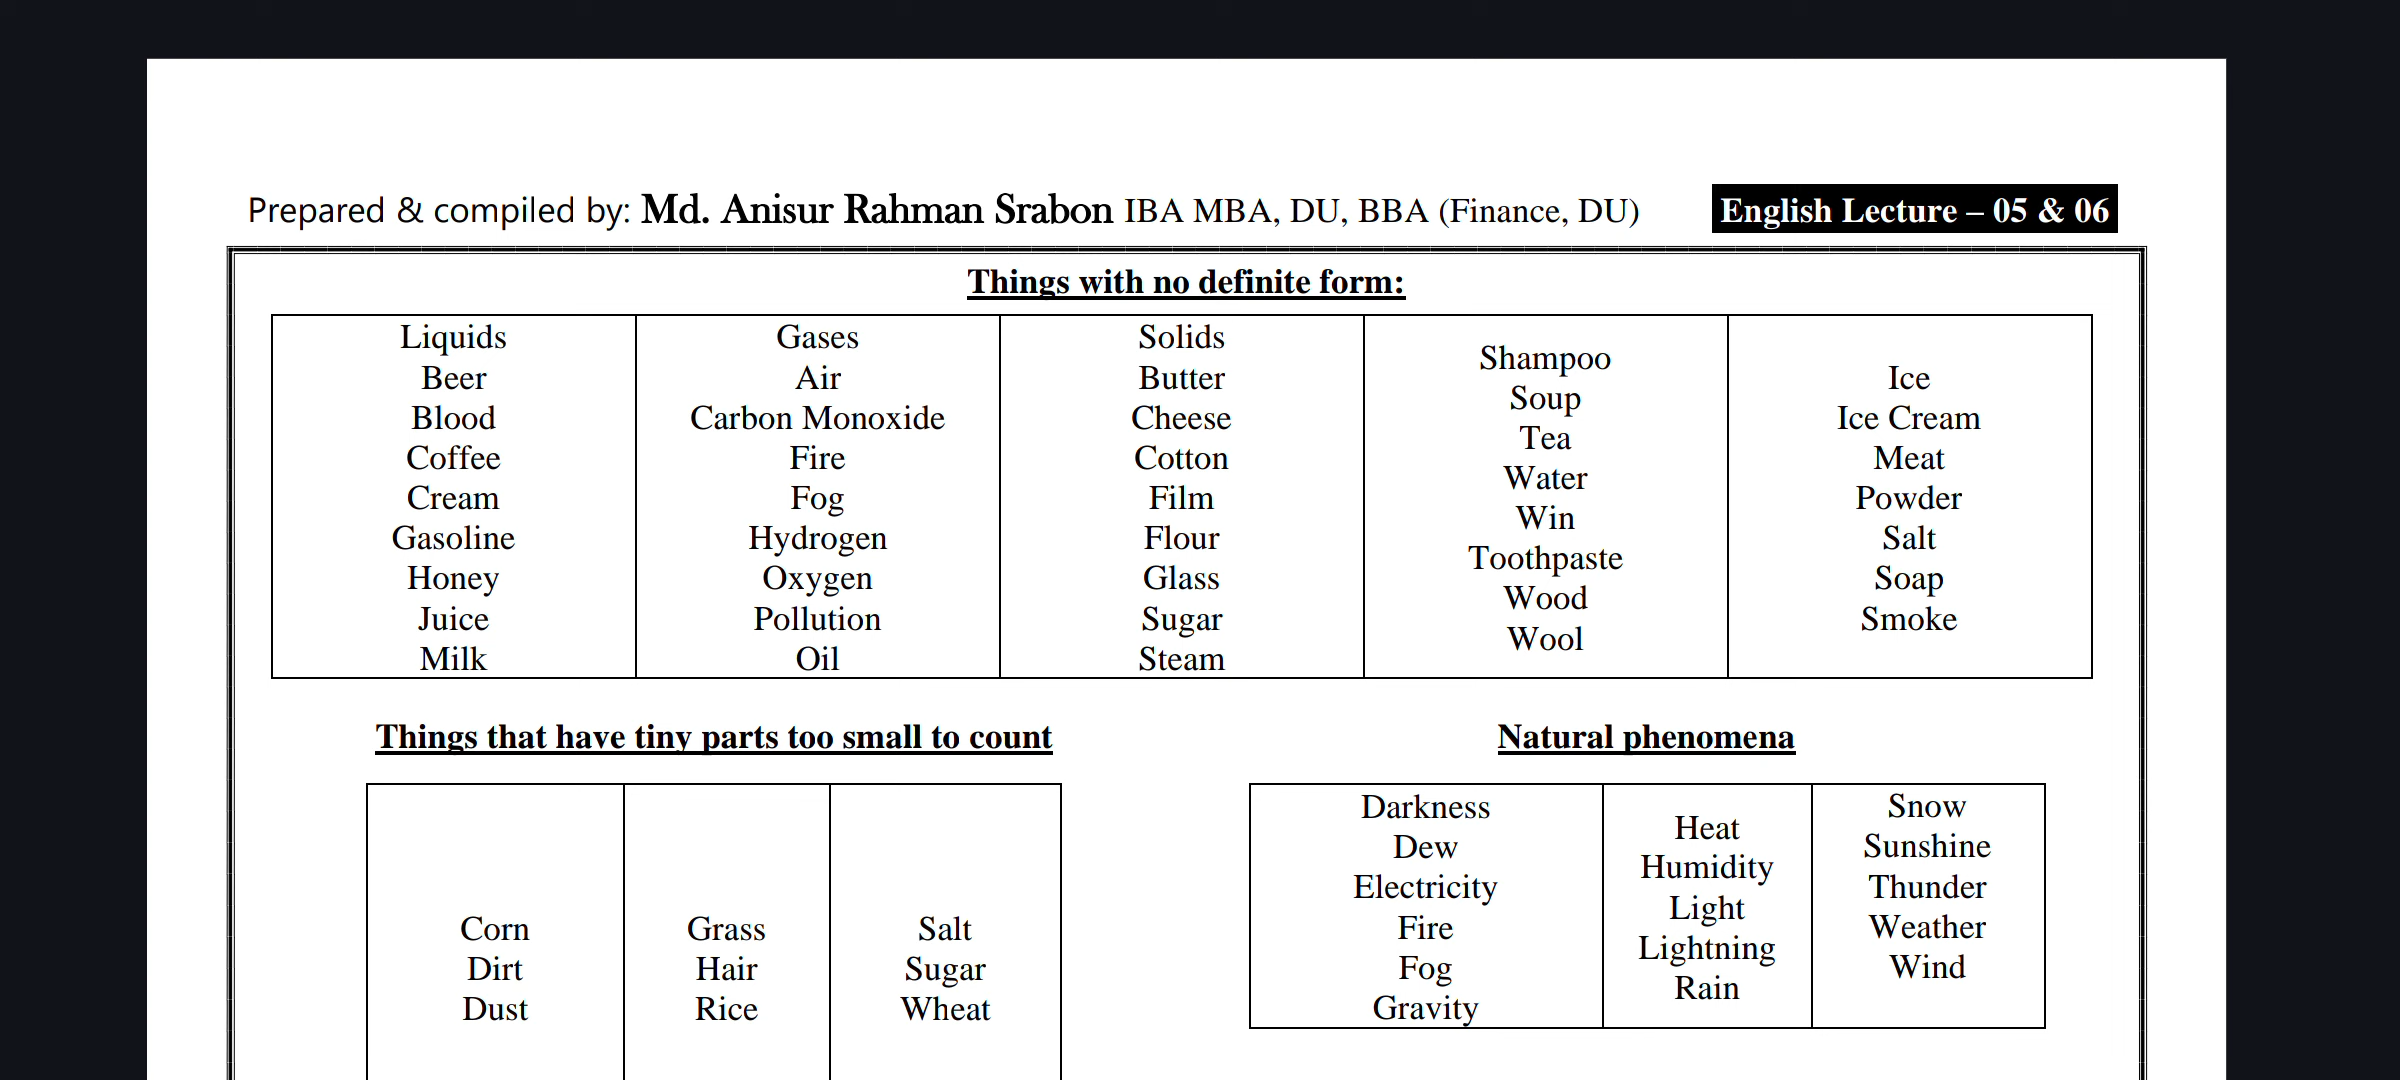 Prepared & compiled by: Md. Anisur Rahman Srabon IBA MBA, DU, BBA (Finance, DU) English Lecture – 05 & 06
Things with no definite form:
Liquids
Beer
Blood
Coffee
Cream
Gasoline
Honey
Juice
Milk
Gases
Air
Carbon Monoxide
Fire
Fog
Hydrogen
Oxygen
Pollution
Oil
Solids
Butter
Cheese
Cotton
Film
Flour
Glass
Sugar
Steam
Shampoo
Soup
Tea
Water
Win
Toothpaste
Wood
Wool
Ice
Ice Cream
Meat
Powder
Salt
Soap
Smoke
Things that have tiny parts too small to count
Corn
Dirt
Dust
Grass
Hair
Rice
Salt
Sugar
Wheat
Natural phenomena
Darkness
Dew
Electricity
Fire
Fog
Gravity
Heat
Humidity
Light
Lightning
Rain
Snow
Sunshine
Thunder
Weather
Wind